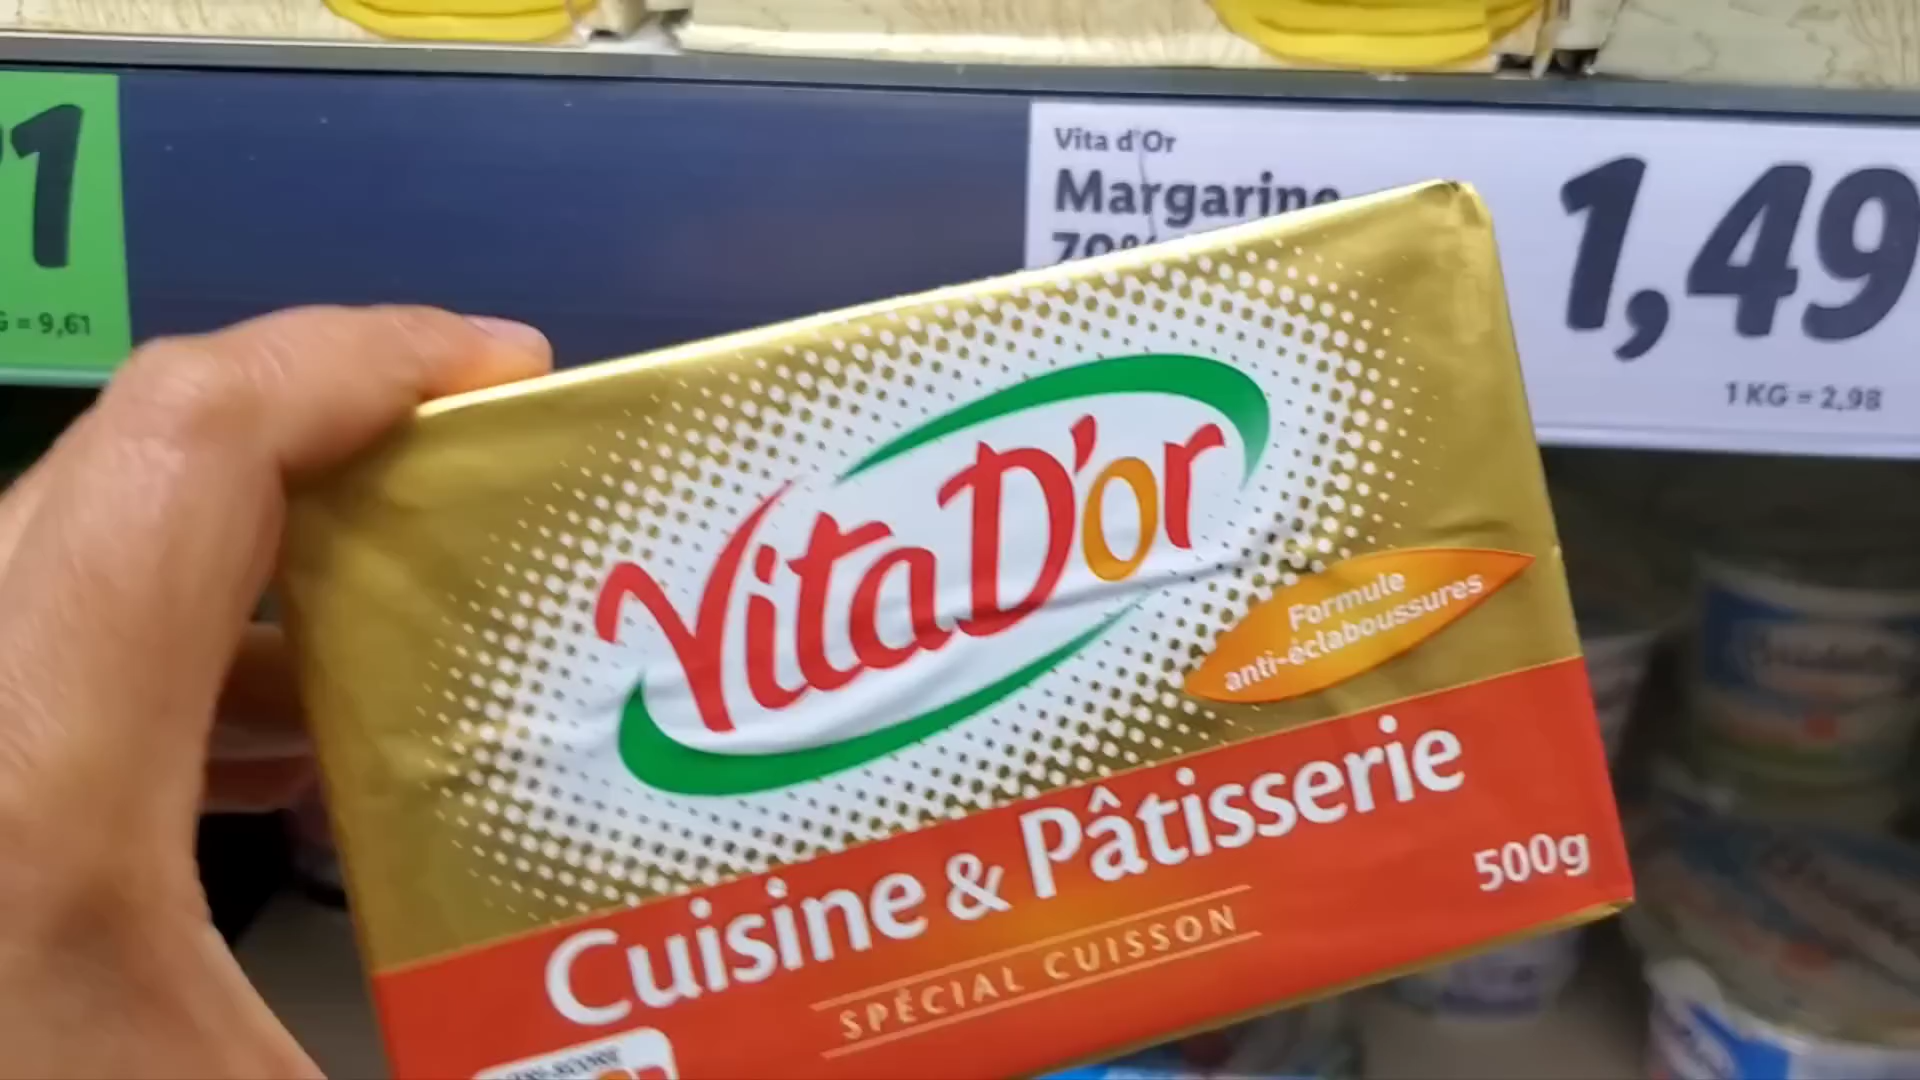 1
= 9,61
Vita d'Or
Margarine
70%
1,49
1 KG = 2,98
Vita D'or
Formule
anti-éclaboussures
Cuisine & Pâtisserie
500g
SPÉCIAL CUISSON